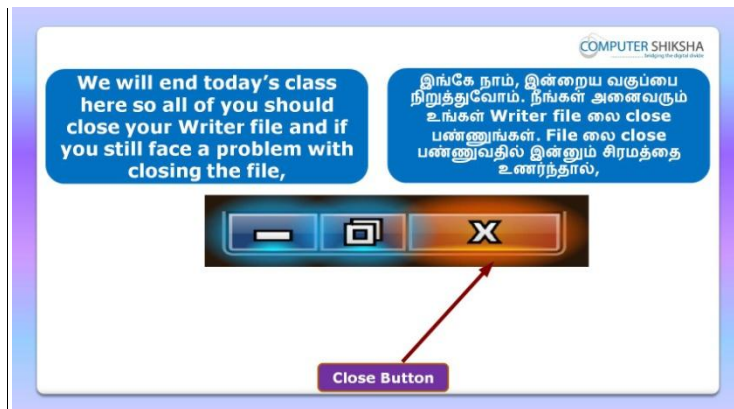 COMPUTER SHIKSHA
bridging the digital divide
We will end today's class
here so all of you should
close your Writer file and if
you still face a problem with
closing the file,
இங்கே நாம், இன்றைய வகுப்பை
நிறுத்துவோம். நீங்கள் அனைவரும்
உங்கள் Writer file லை close
பண்ணுங்கள். File லை close
பண்ணுவதில் இன்னும் சிரமத்தை
உணர்ந்தால்,
Close Button